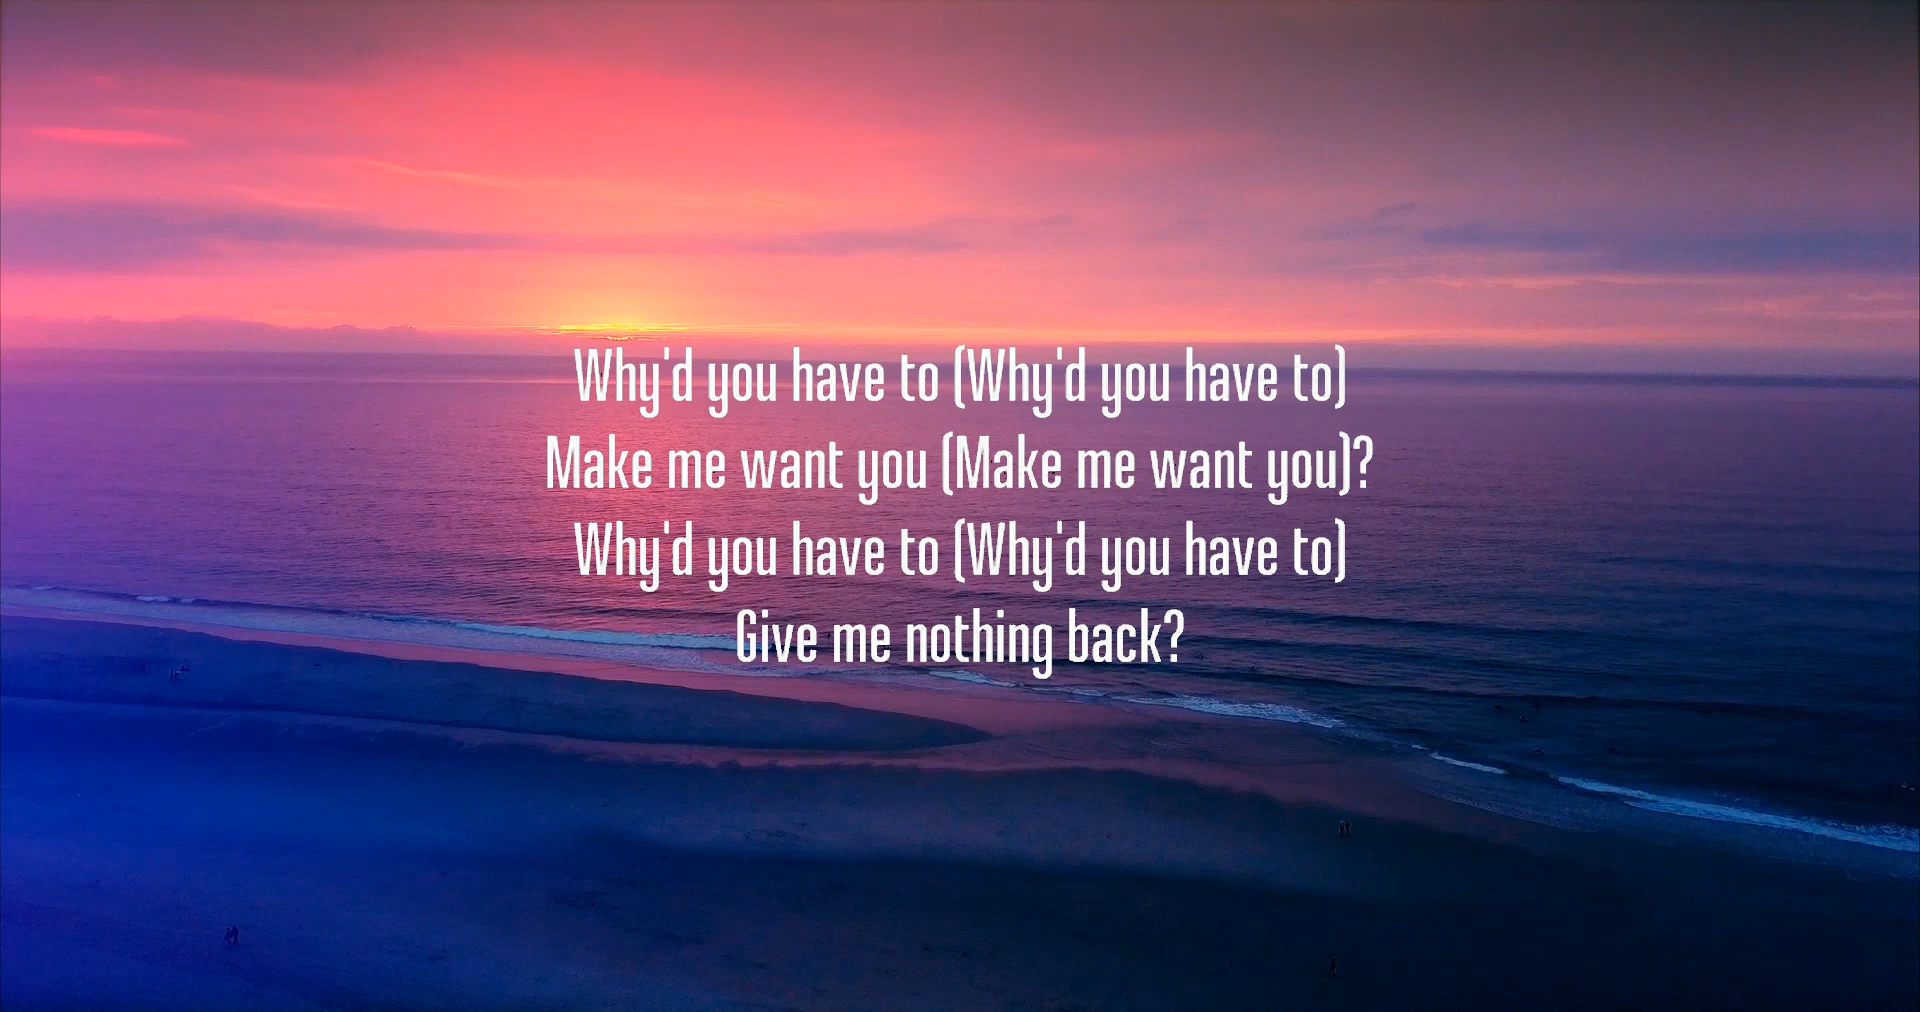 Why'd you have to (Why'd you have to)
Make me want you (Make me want you)?
Why'd you have to (Why'd you have to)
Give me nothing back?